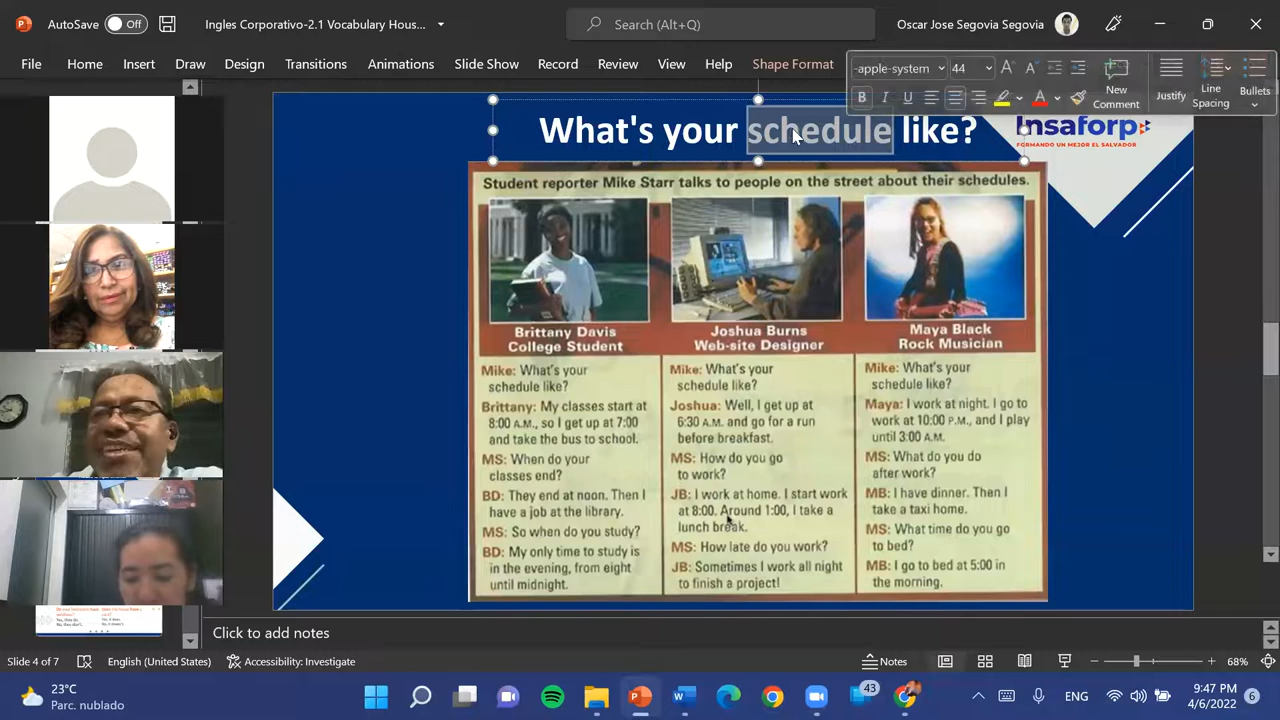 AutoSave
Off
Ingles Corporativo-2.1 Vocabulary Hous...
Search (Alt+Q)
Oscar Jose Segovia Segovia
File
Home
Insert
Draw
Design
Transitions
Animations
Slide Show
Record
Review
View
Help
Shape Format
-apple-system
44
New
Comment
Justify
Line
Spacing
Bullets
What's your schedule like?
Insaforp
FORMANDO UN MEJOR EL SALVADOR
Student reporter Mike Starr talks to people on the street about their schedules.
Brittany Davis
College Student
Mike: What's your
schedule like?
Brittany: My classes start at
8:00 A.M., so I get up at 7:00
and take the bus to school.
MS: When do your
classes end?
BD: They end at noon. Then I
have a job at the library.
MS: So when do you study?
BD: My only time to study is
in the evening, from eight
until midnight.
Joshua Burns
Web-site Designer
Mike: What's your
schedule like?
Joshua: Well, I get up at
6:30 A.M. and go for a run
before breakfast.
MS: How do you go
to work?
JB: I work at home. I start work
at 8:00. Around 1:00, I take a
lunch break.
MS: How late do you work?
JB: Sometimes I work all night
to finish a project!
Maya Black
Rock Musician
Mike: What's your
schedule like?
Maya: I work at night. I go to
work at 10:00 P.M., and I play
until 3:00 A.M.
MS: What do you do
after work?
MB: I have dinner. Then I
take a taxi home.
MS: What time do you go
to bed?
MB: I go to bed at 5:00 in
the morning.
Click to add notes
Slide 4 of 7
English (United States)
Accessibility: Investigate
Notes
68%
23°C
Parc. nublado
43
ENG
9:47 PM
4/6/2022
6